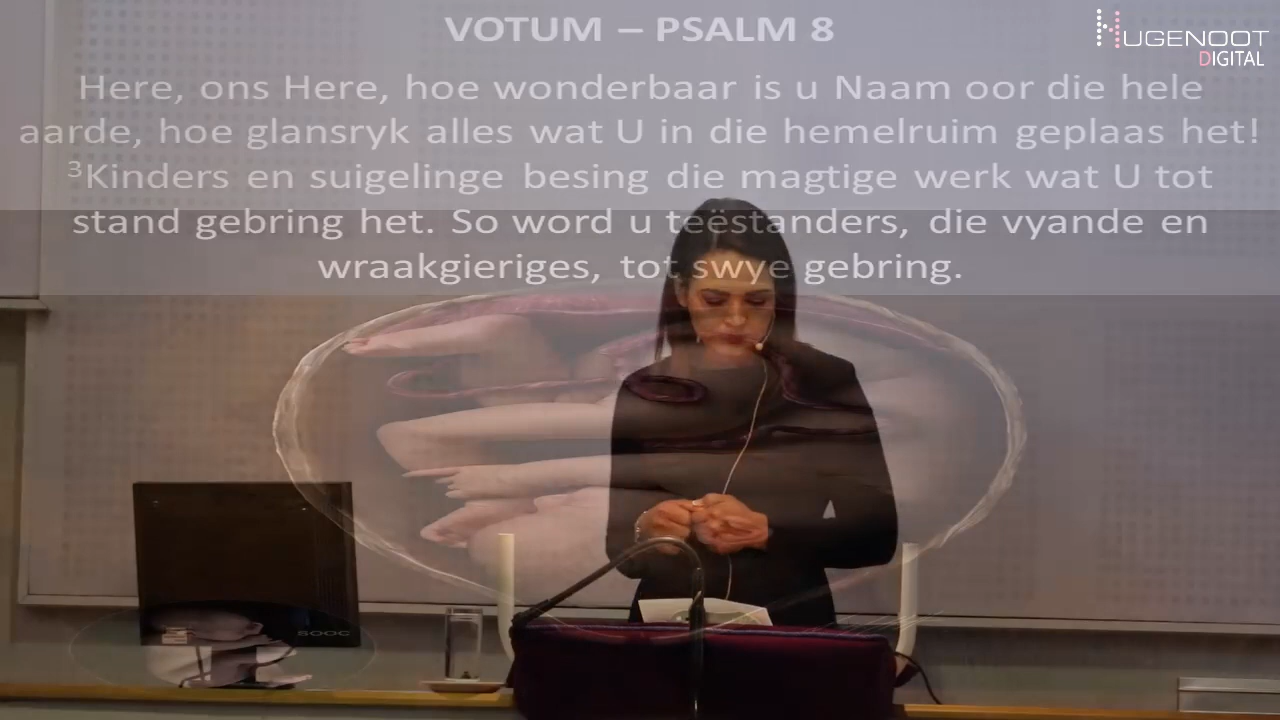 VOTUM – PSALM 8
HUGENOOT
DIGITAL
Here, ons Here, hoe wonderbaar is u Naam oor die hele
aarde, hoe glansryk alles wat U in die hemelruim geplaas het!
³Kinders en suigelinge besing die magtige werk wat U tot
stand gebring het. So word u teëstanders, die vyande en
wraakgieriges, tot swye gebring.